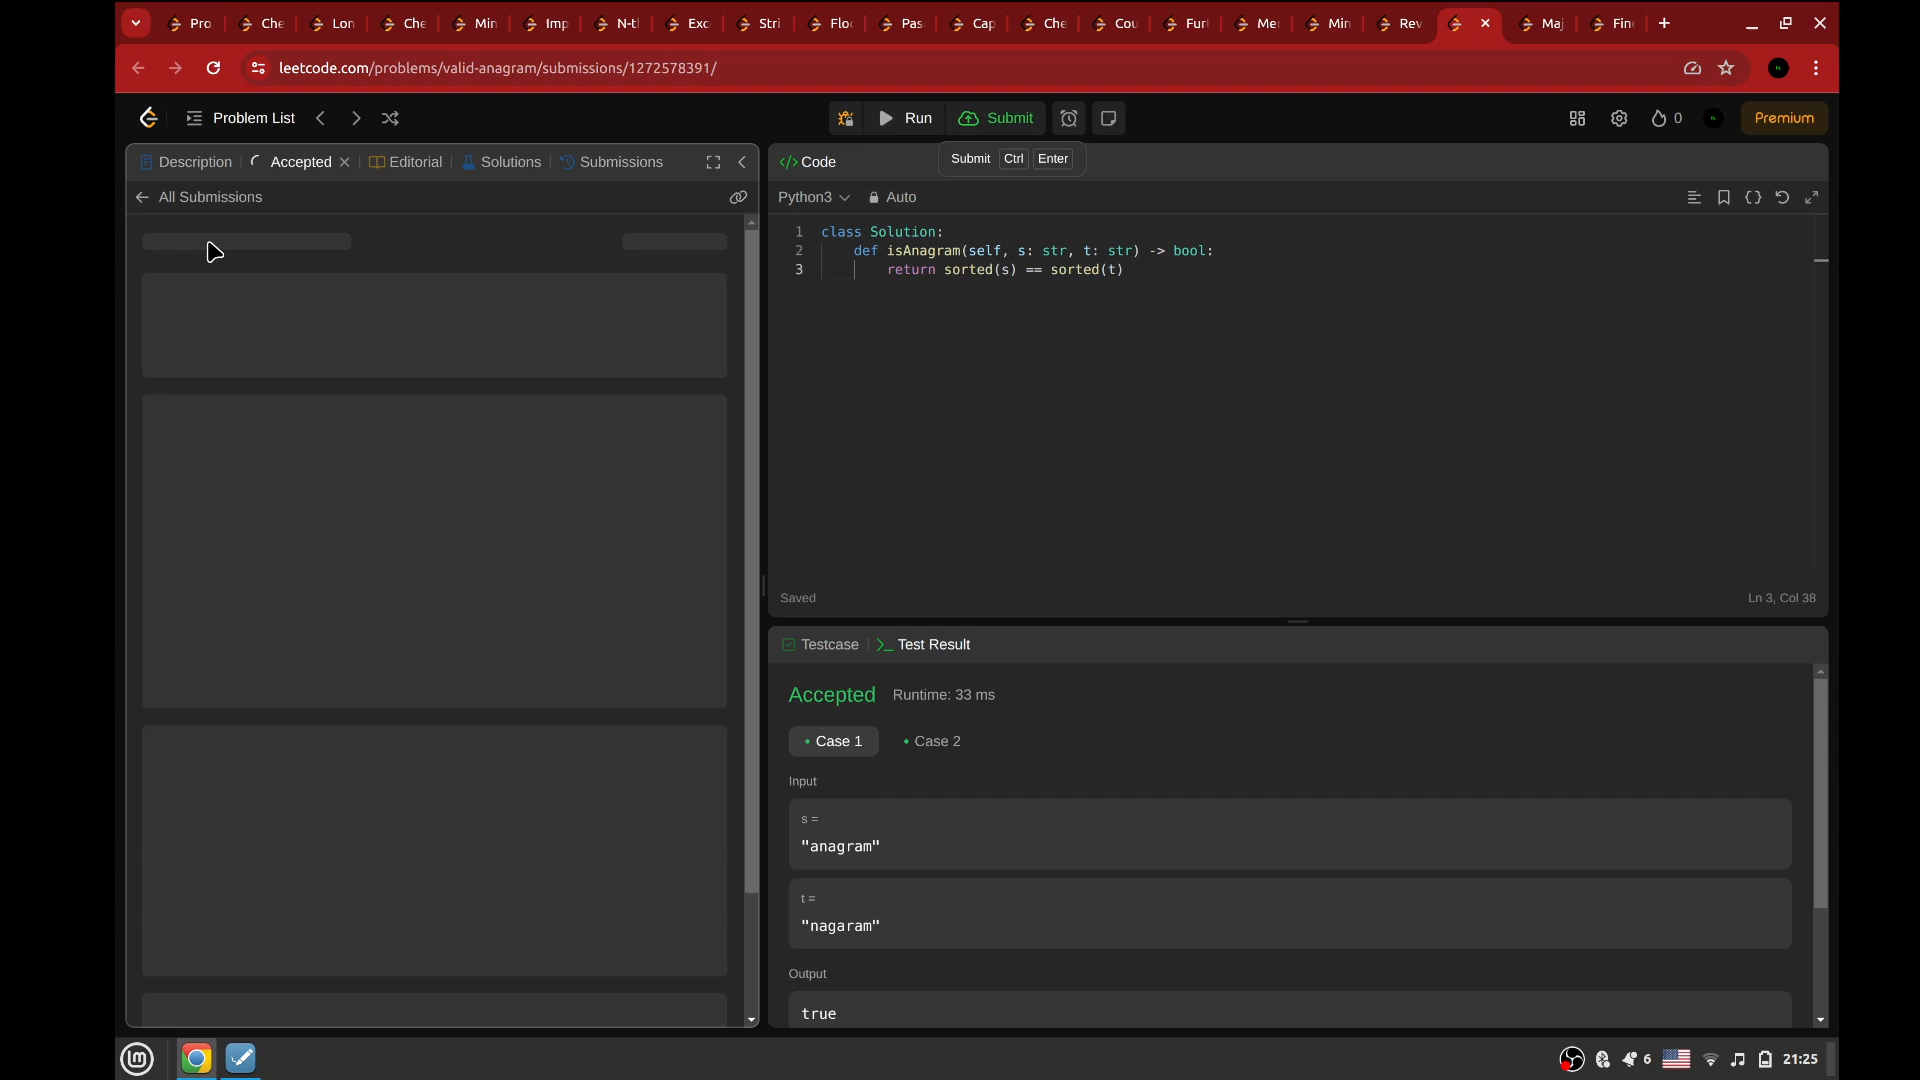 Pro
Che
Lon
Che
Min
Imp
N-t
Exc
Stri
Floo
Pas
Cap
Che
Cou
Furt
Mer
Min
Rev
Maj
Fin
leetcode.com/problems/valid-anagram/submissions/1272578391/
Problem List
Run
Submit
0
Premium
Description
Accepted
Editorial
Solutions
Submissions
All Submissions
</> Code
Submit Ctrl Enter
Python3
Auto
1 class Solution:
2 def isAnagram(self, s: str, t: str) -> bool:
3 return sorted(s) == sorted(t)
Saved
Ln 3, Col 38
Testcase
Test Result
Accepted
Runtime: 33 ms
Case 1
Case 2
Input
s =
"anagram"
t =
"nagaram"
Output
true
6
21:25